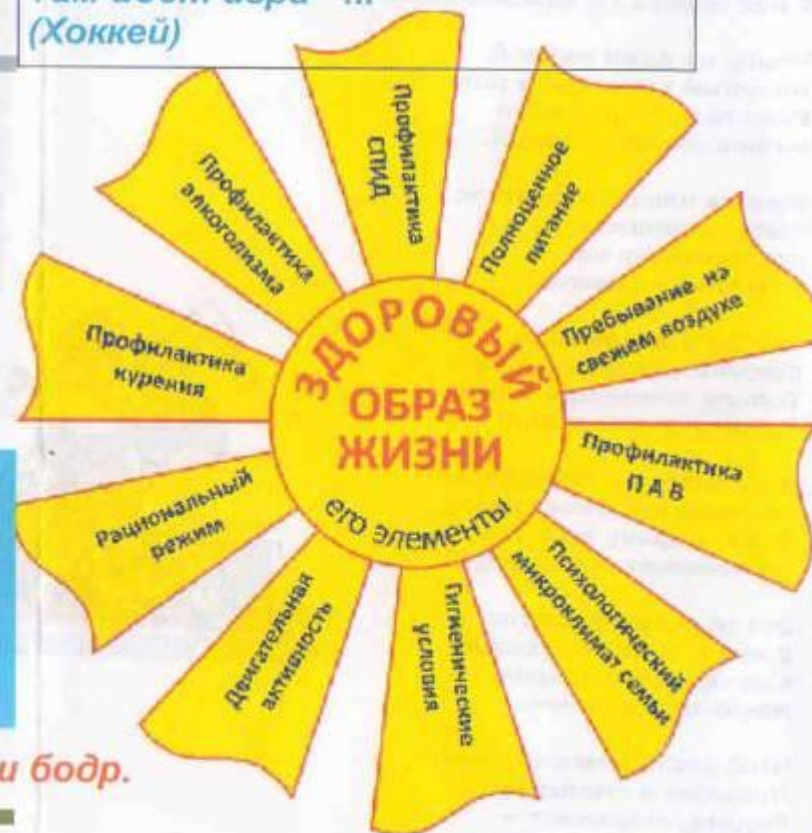 (Хоккей)
Профилактика
СПИД
Полноценное
питание
Пребывание на
свежем воздухе
Профилактика
ПАВ
Психологический
микроклимат семьи
Гигиенические
условия
Двигательная
активность
Рациональный
режим
Профилактика
курения
Профилактика
алкоголизма
ЗДОРОВЫЙ
ОБРАЗ
ЖИЗНИ
его элементы
и бодр.